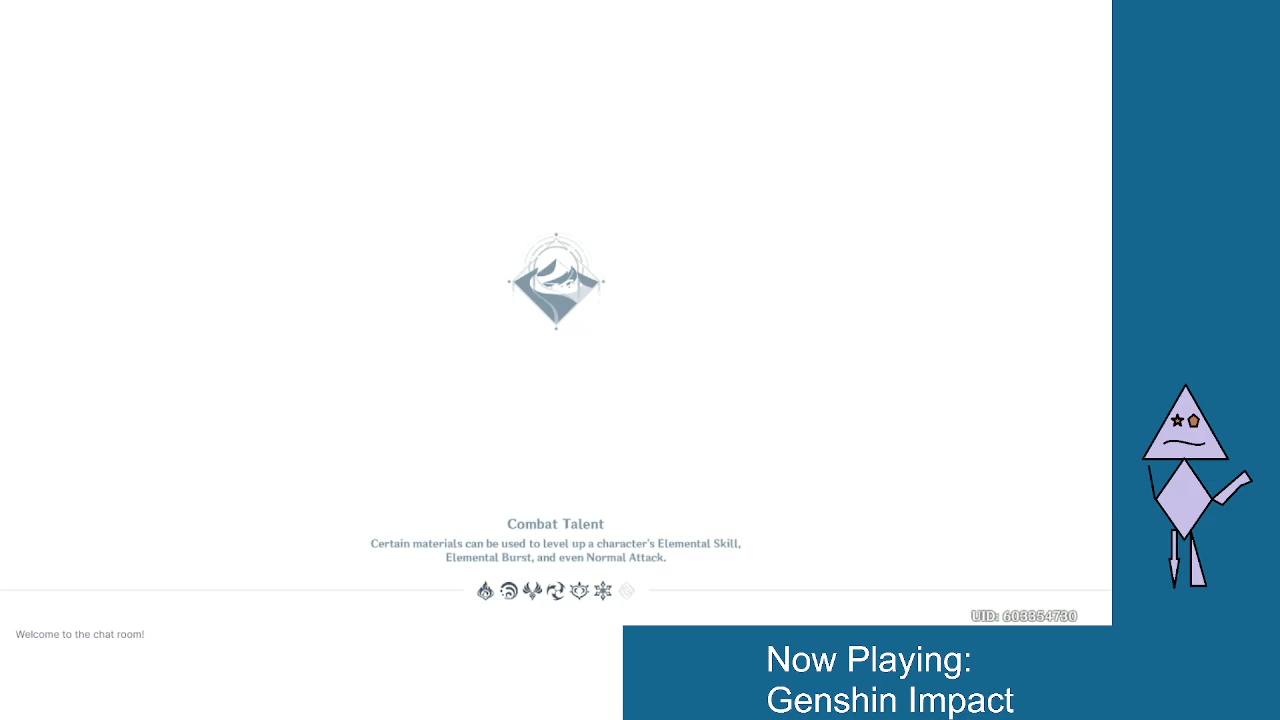 Combat Talent
Certain materials can be used to level up a character's Elemental Skill,
Elemental Burst, and even Normal Attack.
UID: 603354730
Welcome to the chat room!
Now Playing:
Genshin Impact